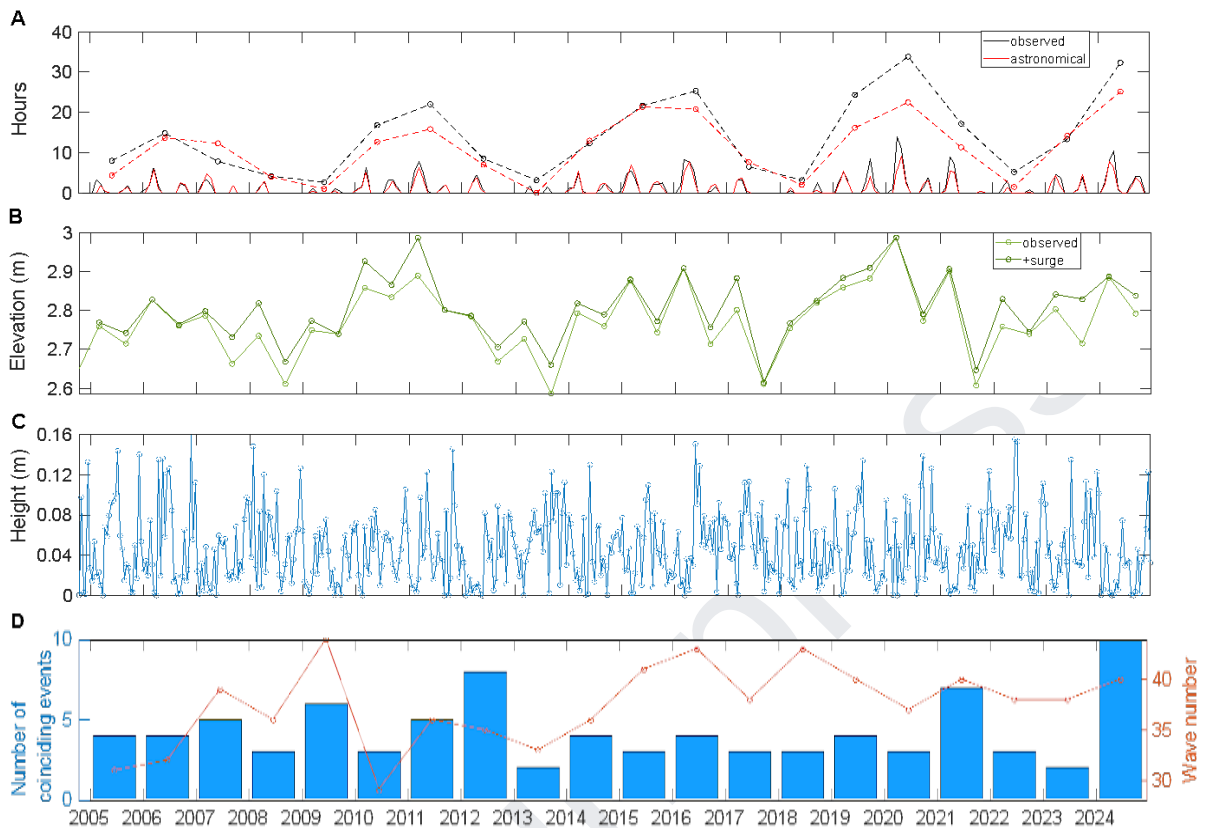 A
40
30
20
10
0
Hours
observed
astronomical
B
3
2.9
2.8
2.7
2.6
Elevation (m)
observed
+surge
C
0.16
0.12
0.08
0.04
0
Height (m)
D
10
5
0
Number of
coinciding events
40
35
30
Wave number
2005 2006 2007 2008 2009 2010 2011 2012 2013 2014 2015 2016 2017 2018 2019 2020 2021 2022 2023 2024